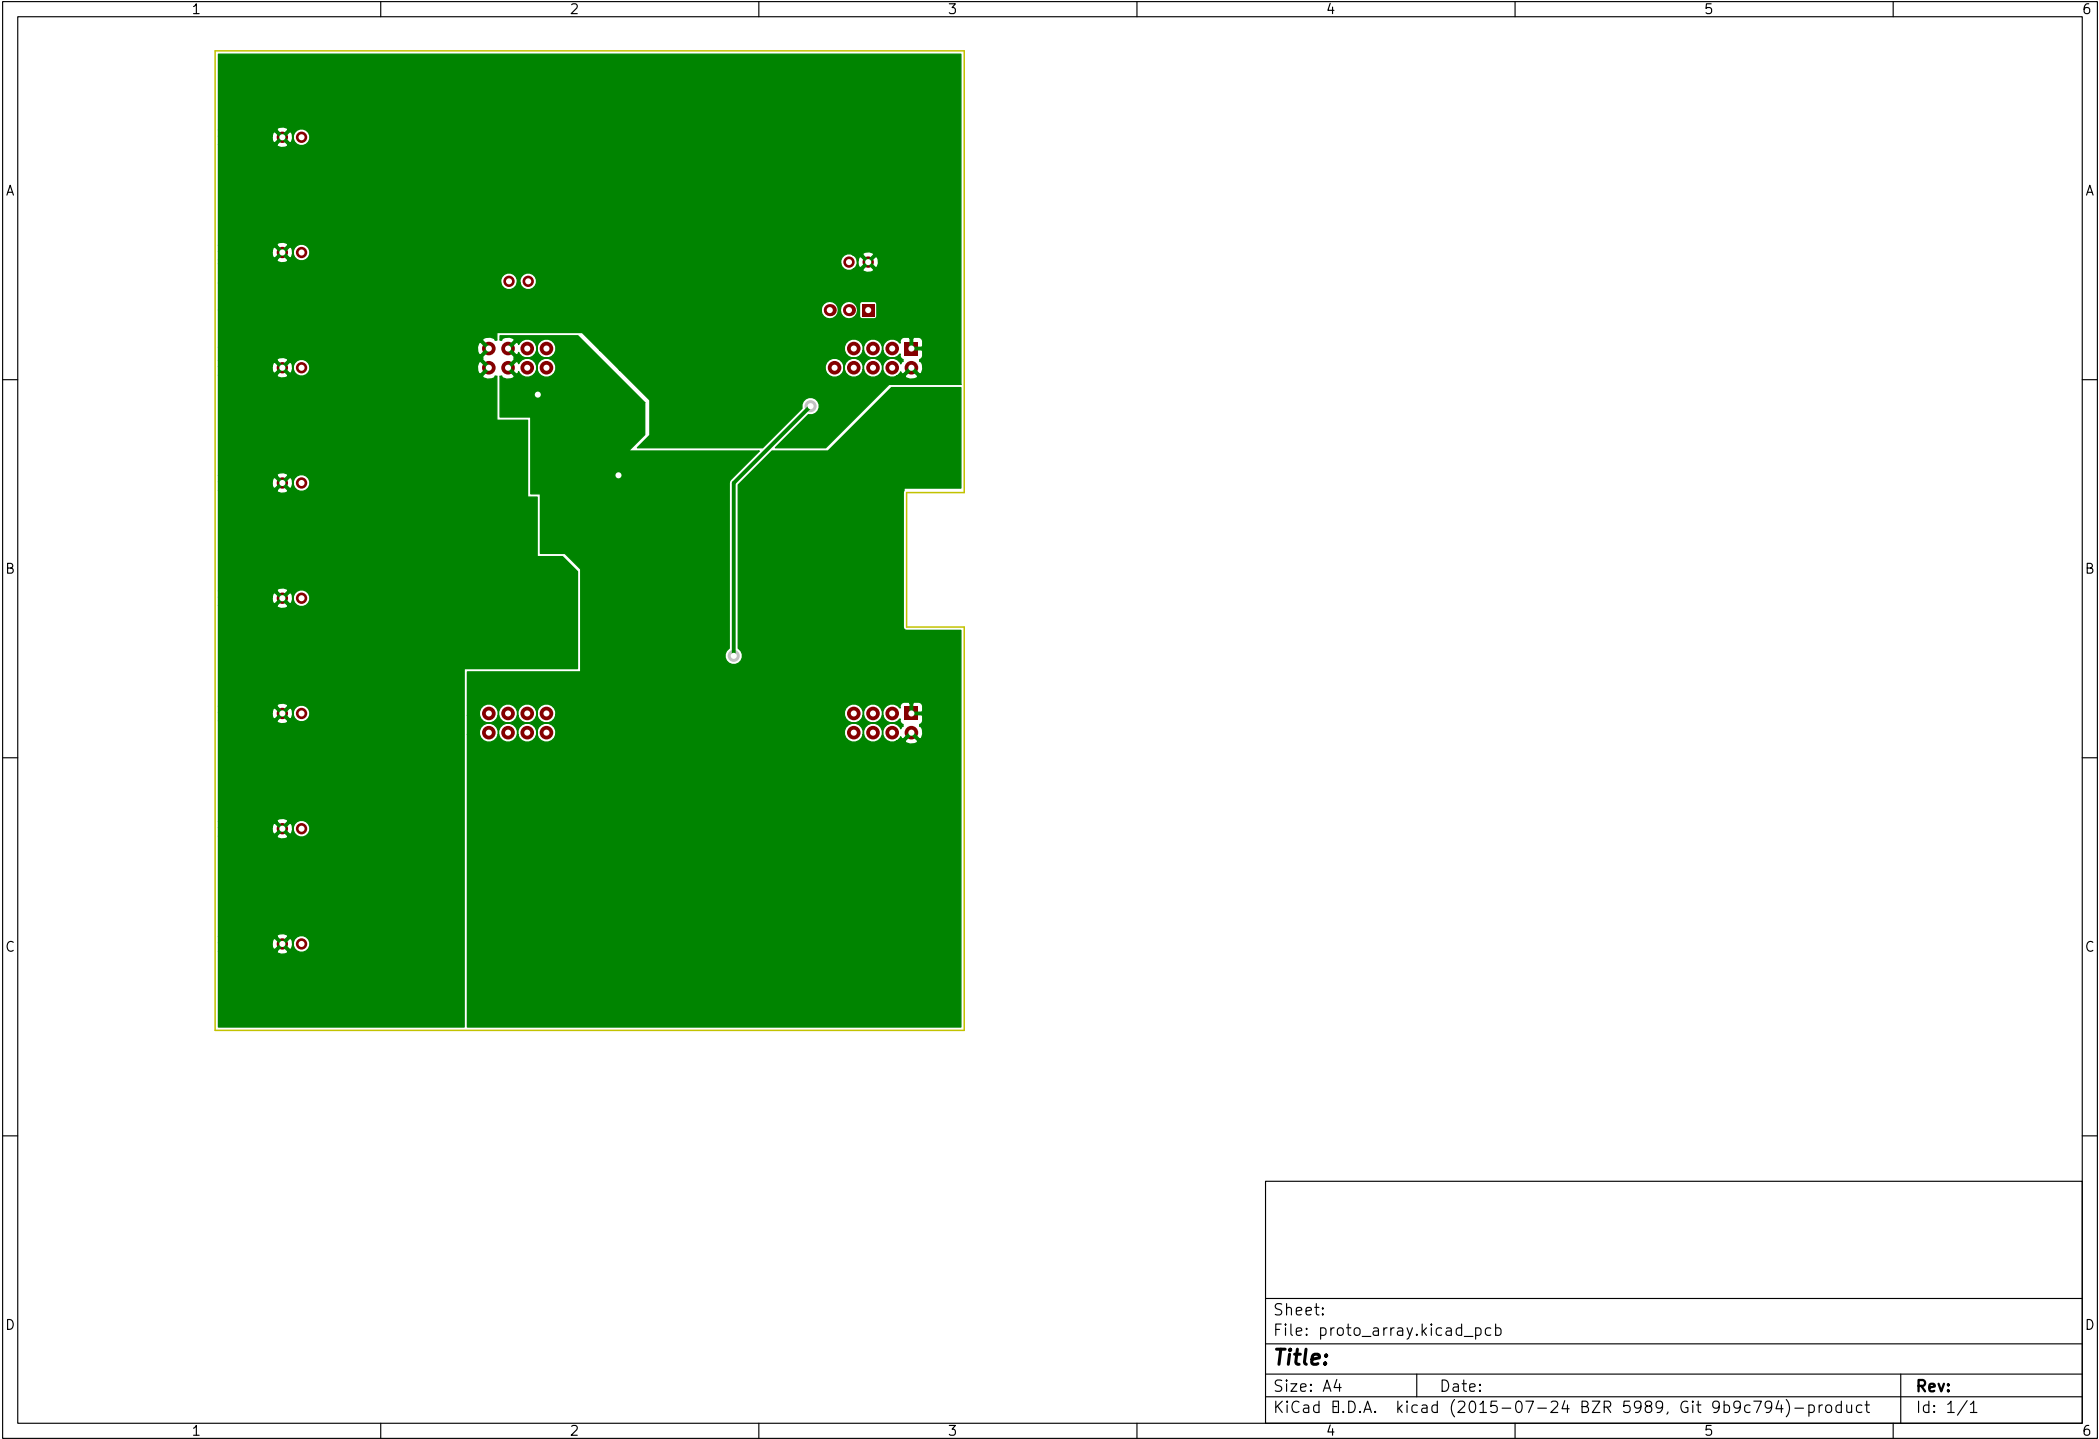 1 2 3 4 5 6
A A
B B
C C
D D
Sheet:
File: proto_array.kicad_pcb
Title:
Size: A4 Date: Rev:
KiCad E.D.A. kicad (2015-07-24 BZR 5989, Git 9b9c794)-product Id: 1/1
1 2 3 4 5 6